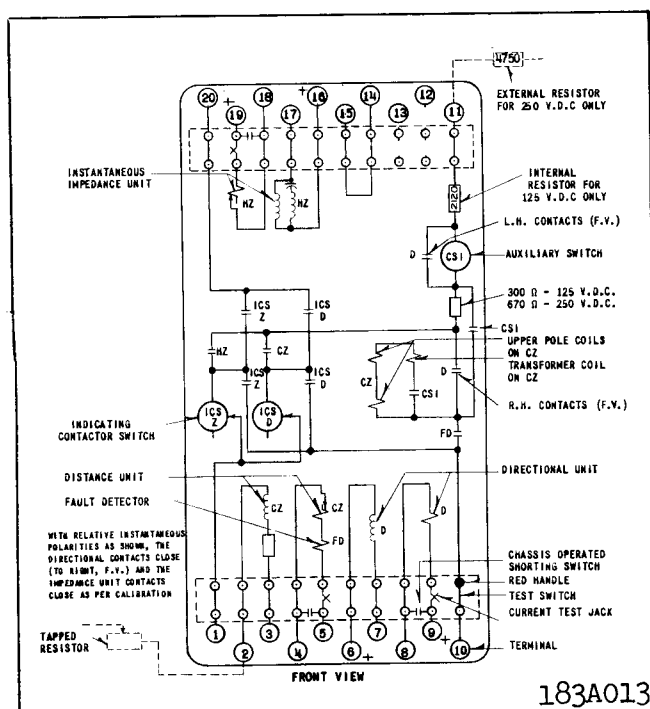 4750
EXTERNAL RESISTOR
FOR 250 V.D.C ONLY
20
+
19
18
17
+
16
15
14
13
12
11
INSTANTANEOUS
IMPEDANCE UNIT
HZ
HZ
2120
INTERNAL
RESISTOR FOR
125 V.D.C ONLY
L.H. CONTACTS (F.V.)
D
CSI
AUXILIARY SWITCH
300 Ω - 125 V.D.C.
670 Ω - 250 V.D.C.
ICS
Z
ICS
D
CSI
UPPER POLE COILS
ON CZ
TRANSFORMER COIL
ON CZ
HZ
CZ
ICS
Z
ICS
D
CZ
CSI
D
R.H. CONTACTS (F.V.)
ICS
Z
ICS
D
INDICATING
CONTACTOR SWITCH
FD
DISTANCE UNIT
DIRECTIONAL UNIT
FAULT DETECTOR
CZ
CZ
FD
D
D
WITH RELATIVE INSTANTANEOUS
POLARITIES AS SHOWN, THE
DIRECTIONAL CONTACTS CLOSE
(TO RIGHT, F.V.) AND THE
IMPEDANCE UNIT CONTACTS
CLOSE AS PER CALIBRATION
CHASSIS OPERATED
SHORTING SWITCH
RED HANDLE
TEST SWITCH
CURRENT TEST JACK
TAPPED
RESISTOR
1
2
3
4
5
6
+
7
8
9
+
10
TERMINAL
FRONT VIEW
183A013